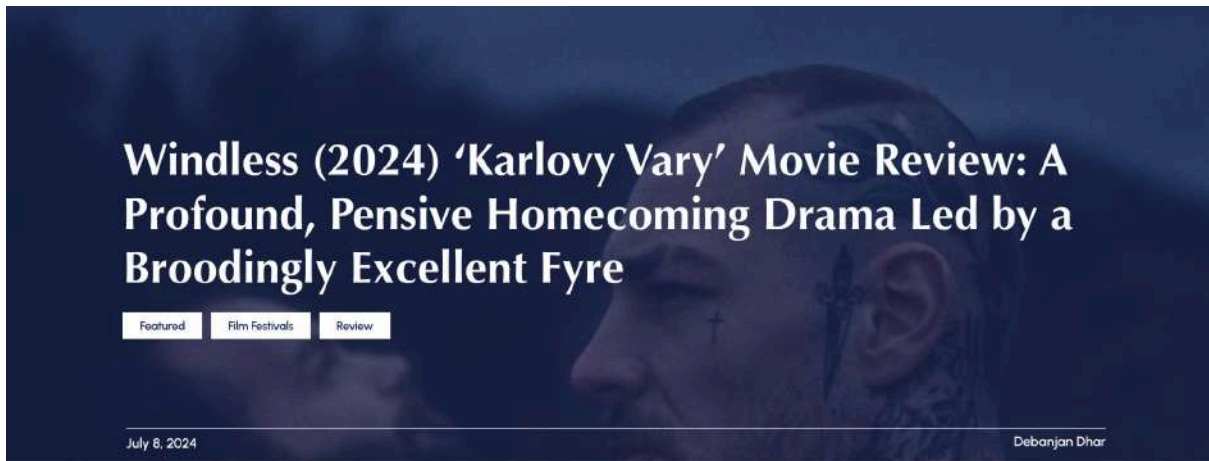 Windless (2024) ‘Karlovy Vary’ Movie Review: A
Profound, Pensive Homecoming Drama Led by a
Broodingly Excellent Fyre
Featured Film Festivals Review
July 8, 2024 Debanjan Dhar